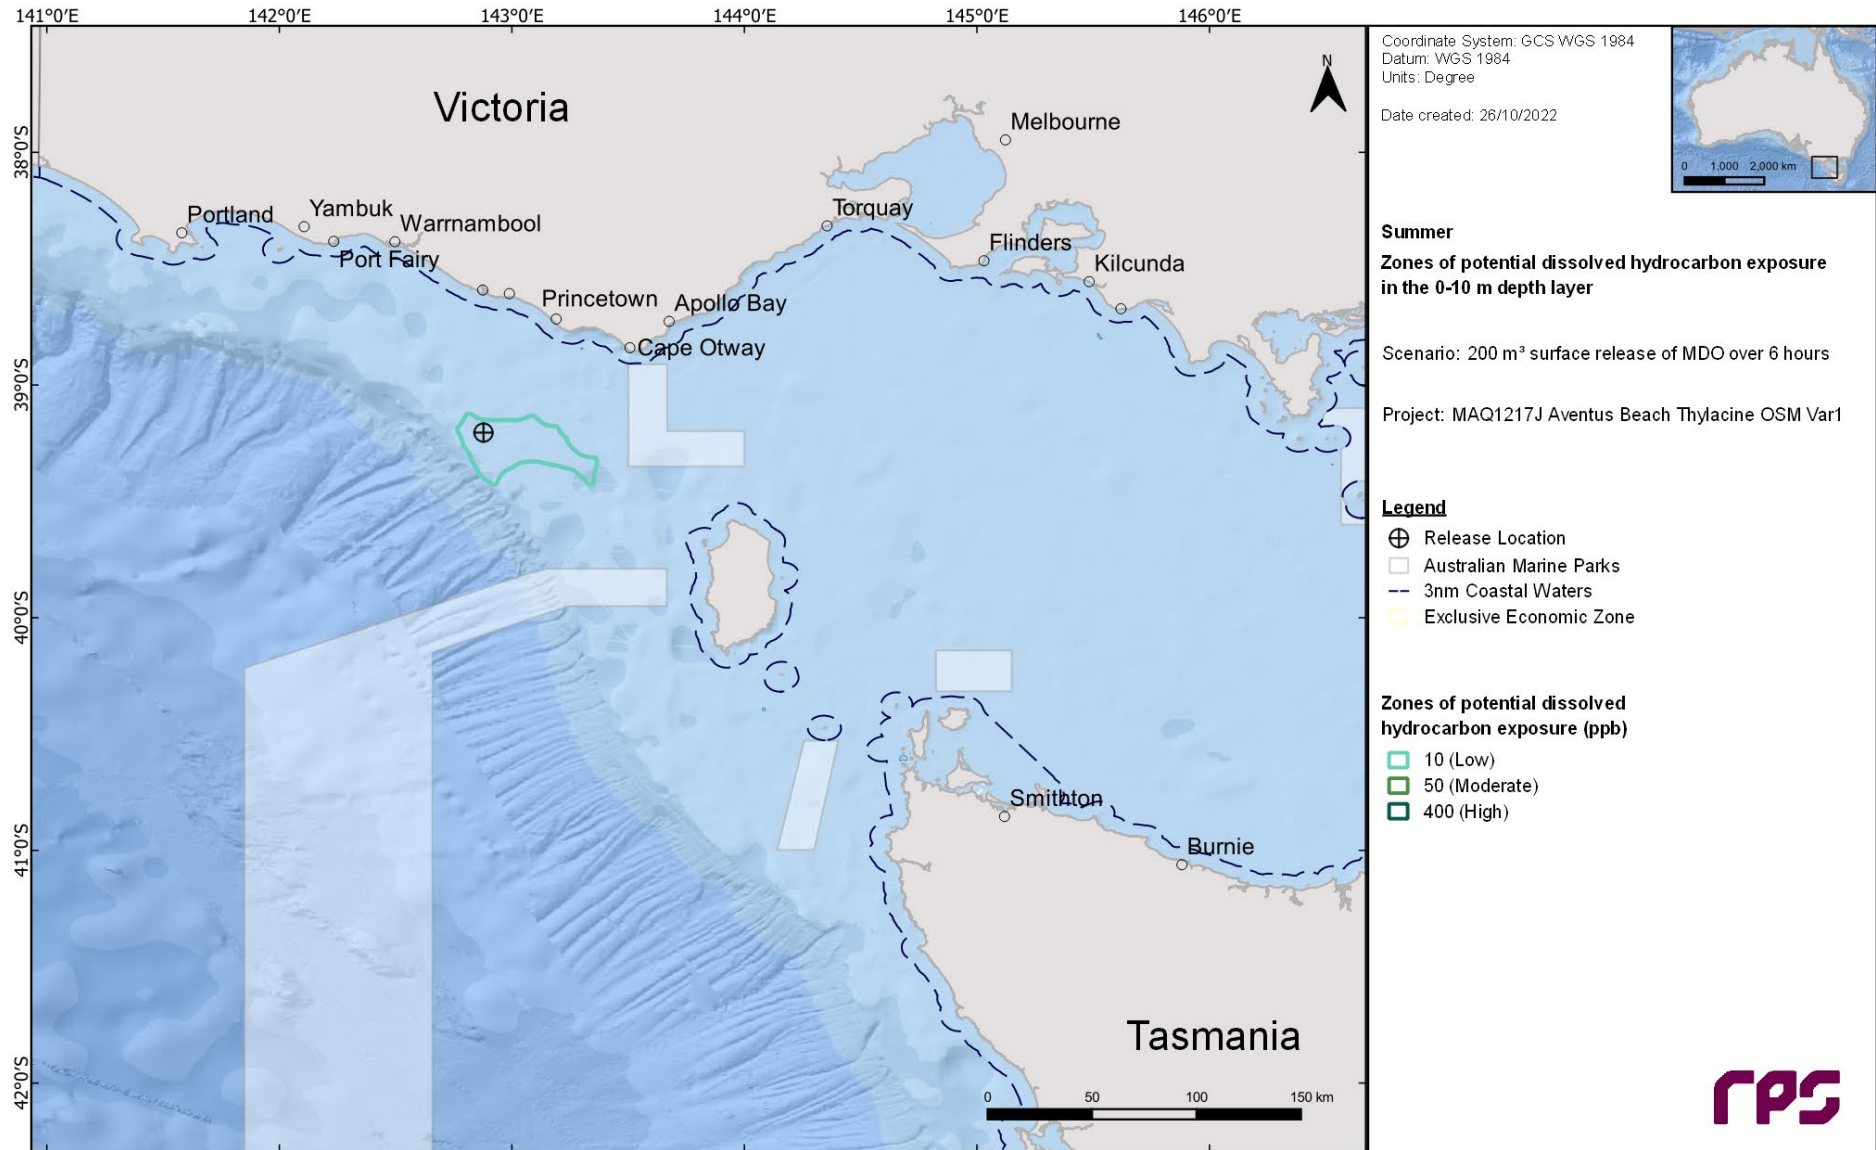 141°0'E
142°0'E
143°0'E
144°0'E
145°0'E
146°0'E
38°0'S
39°0'S
40°0'S
41°0'S
42°0'S
Victoria
N
Melbourne
Portland
Yambuk
Warrnambool
Port Fairy
Torquay
Flinders
Kilcunda
Princetown
Apollo Bay
Cape Otway
Smithton
Burnie
Tasmania
0 50 100 150 km
Coordinate System: GCS WGS 1984
Datum: WGS 1984
Units: Degree
Date created: 26/10/2022
0 1,000 2,000 km
Summer
Zones of potential dissolved hydrocarbon exposure
in the 0-10 m depth layer
Scenario: 200 m³ surface release of MDO over 6 hours
Project: MAQ1217J Aventus Beach Thylacine OSM Var1
Legend
Release Location
Australian Marine Parks
3nm Coastal Waters
Exclusive Economic Zone
Zones of potential dissolved
hydrocarbon exposure (ppb)
10 (Low)
50 (Moderate)
400 (High)
rps